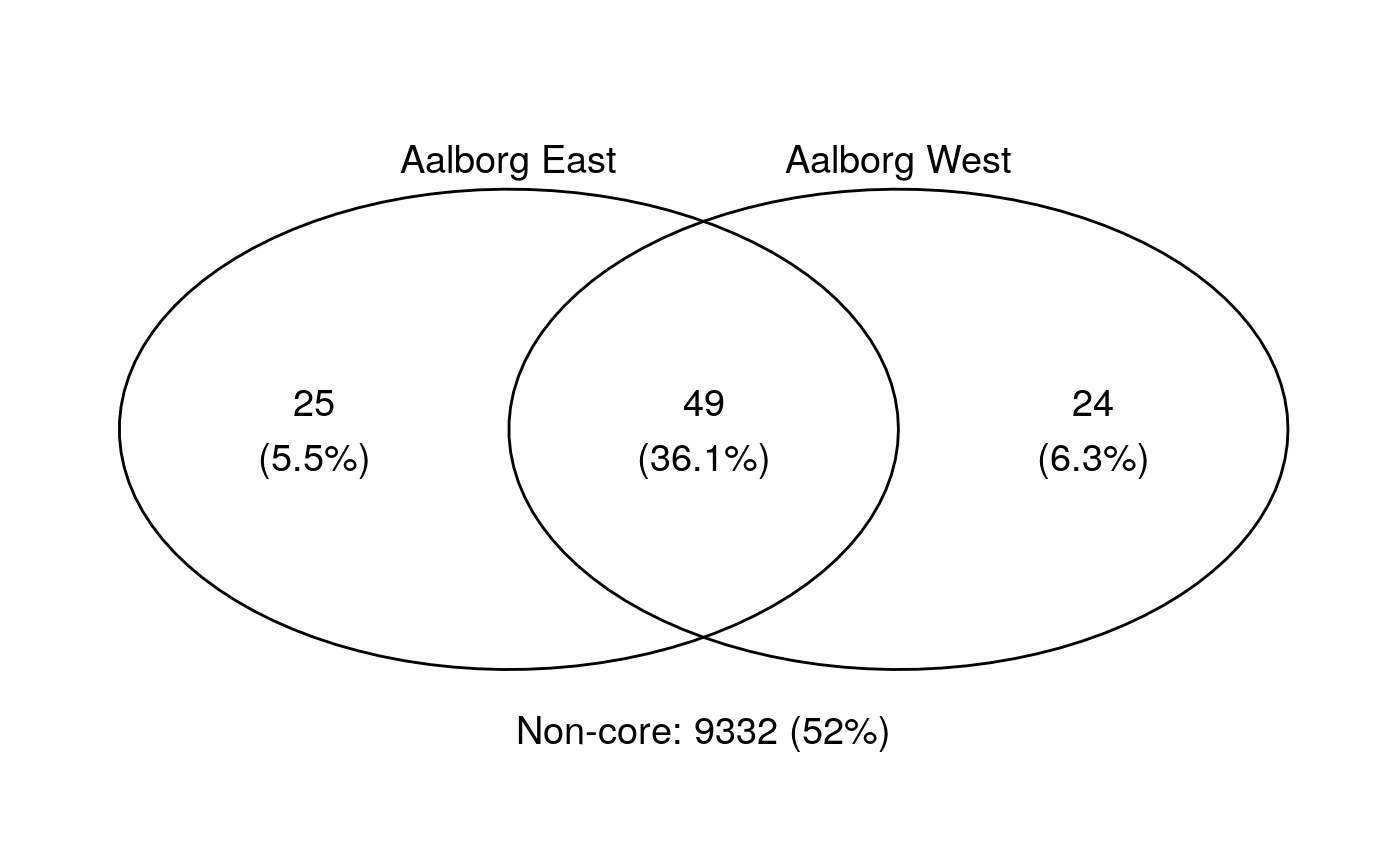 Aalborg East
Aalborg West
25
(5.5%)
49
(36.1%)
24
(6.3%)
Non-core: 9332 (52%)